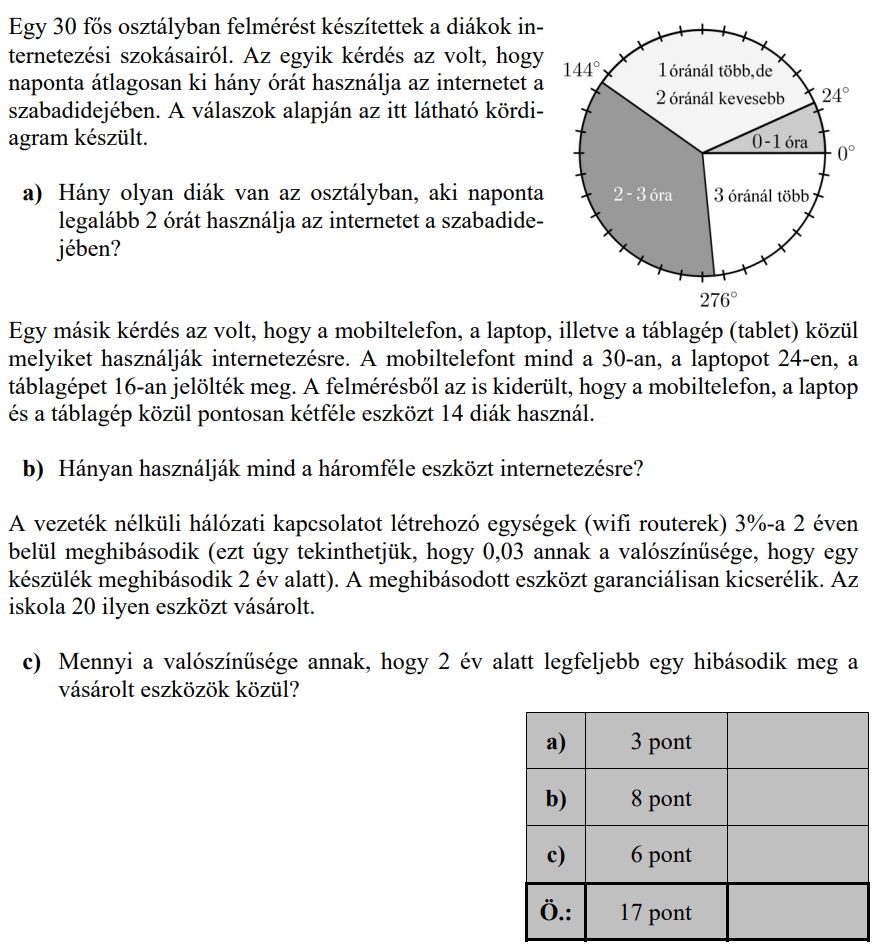 Egy 30 fős osztályban felmérést készítettek a diákok in-
ternetezési szokásairól. Az egyik kérdés az volt, hogy
naponta átlagosan ki hány órát használja az internetet a
szabadidejében. A válaszok alapján az itt látható kördi-
agram készült.
144°
1 óránál több, de
2 óránál kevesebb
24°
0-1 óra
0°
2-3 óra
3 óránál több
276°
a) Hány olyan diák van az osztályban, aki naponta
legalább 2 órát használja az internetet a szabadide-
jében?
Egy másik kérdés az volt, hogy a mobiltelefon, a laptop, illetve a táblagép (tablet) közül
melyiket használják internetezésre. A mobiltelefont mind a 30-an, a laptopot 24-en, a
táblagépet 16-an jelölték meg. A felmérésből az is kiderült, hogy a mobiltelefon, a laptop
és a táblagép közül pontosan kétféle eszközt 14 diák használ.
b) Hányan használják mind a háromféle eszközt internetezésre?
A vezeték nélküli hálózati kapcsolatot létrehozó egységek (wifi routerek) 3%-a 2 éven
belül meghibásodik (ezt úgy tekinthetjük, hogy 0,03 annak a valószínűsége, hogy egy
készülék meghibásodik 2 év alatt). A meghibásodott eszközt garanciálisan kicserélik. Az
iskola 20 ilyen eszközt vásárolt.
c) Mennyi a valószínűsége annak, hogy 2 év alatt legfeljebb egy hibásodik meg a
vásárolt eszközök közül?
a) 3 pont
b) 8 pont
c) 6 pont
Ö.: 17 pont